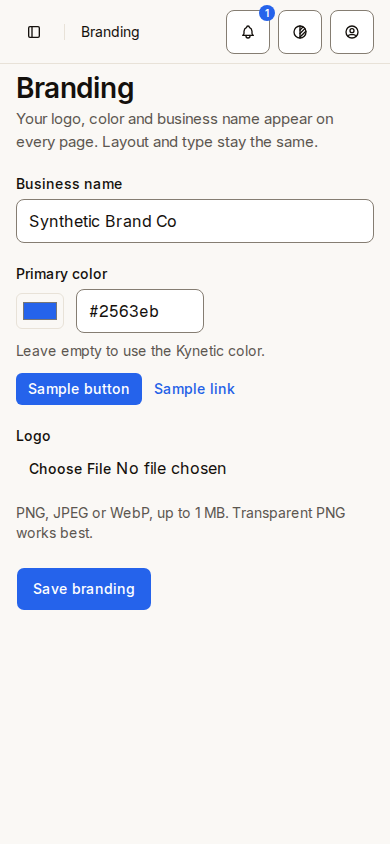 Branding
1
Branding
Your logo, color and business name appear on
every page. Layout and type stay the same.
Business name
Synthetic Brand Co
Primary color
#2563eb
Leave empty to use the Kynetic color.
Sample button Sample link
Logo
Choose File No file chosen
PNG, JPEG or WebP, up to 1 MB. Transparent PNG
works best.
Save branding